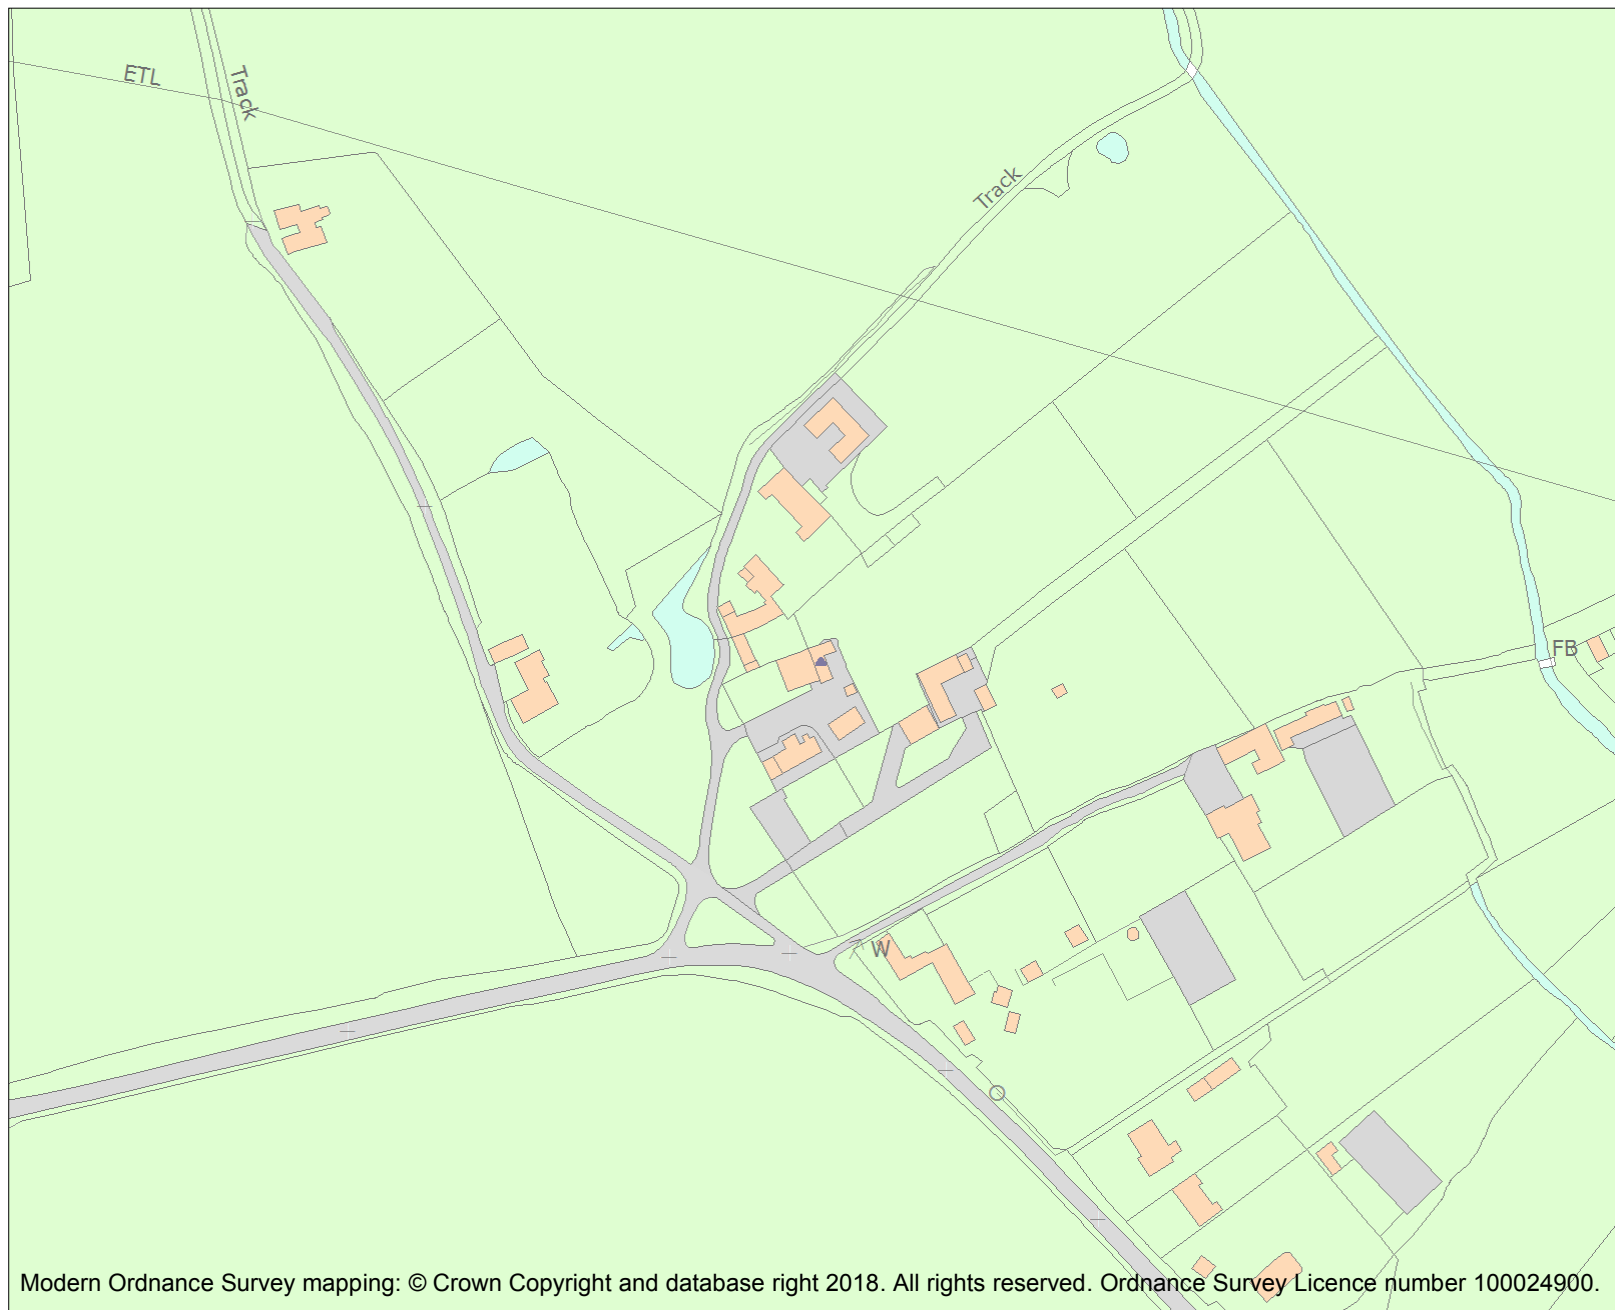 ETL
Track
Track
FB
W
Modern Ordnance Survey mapping: © Crown Copyright and database right 2018. All rights reserved. Ordnance Survey Licence number 100024900.